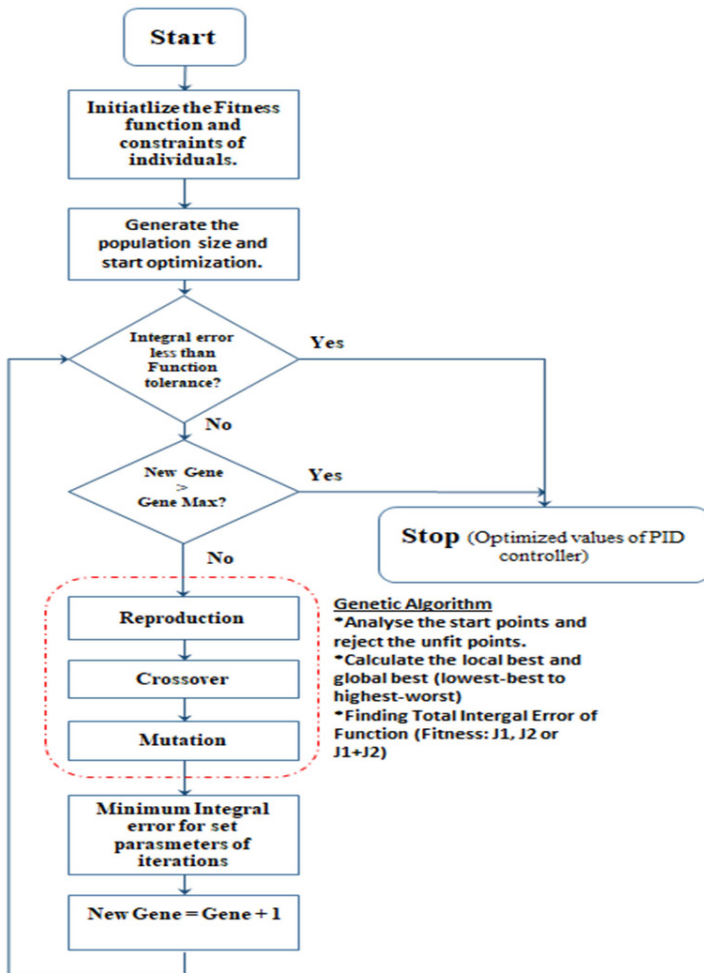 Start
Initiatlize the Fitness
function and
constraints of
individuals.
Generate the
population size and
start optimization.
Integral error
less than
Function
tolerance?
Yes
No
New Gene
>
Gene Max?
Yes
No
Stop (Optimized values of PID
controller)
Reproduction
Crossover
Mutation
Genetic Algorithm
*Analyse the start points and
reject the unfit points.
*Calculate the local best and
global best (lowest-best to
highest-worst)
*Finding Total Intergal Error of
Function (Fitness: J1, J2 or
J1+J2)
Minimum Integral
error for set
parasmeters of
iterations
New Gene = Gene + 1